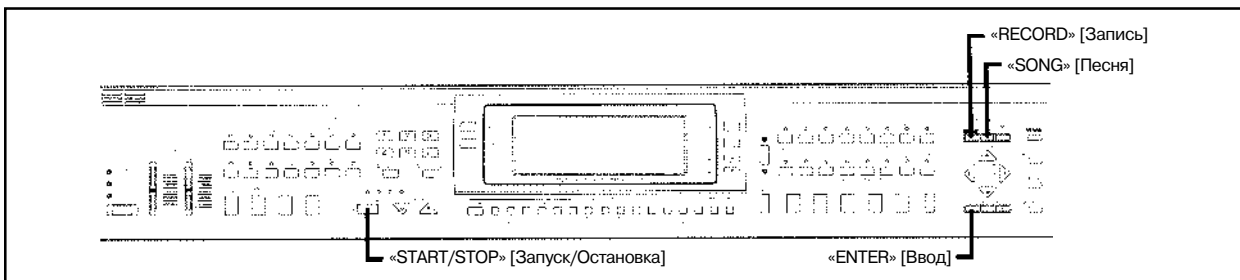 «RECORD» [Запись]
«SONG» [Песня]
«START/STOP» [Запуск/Остановка]
«ENTER» [Ввод]